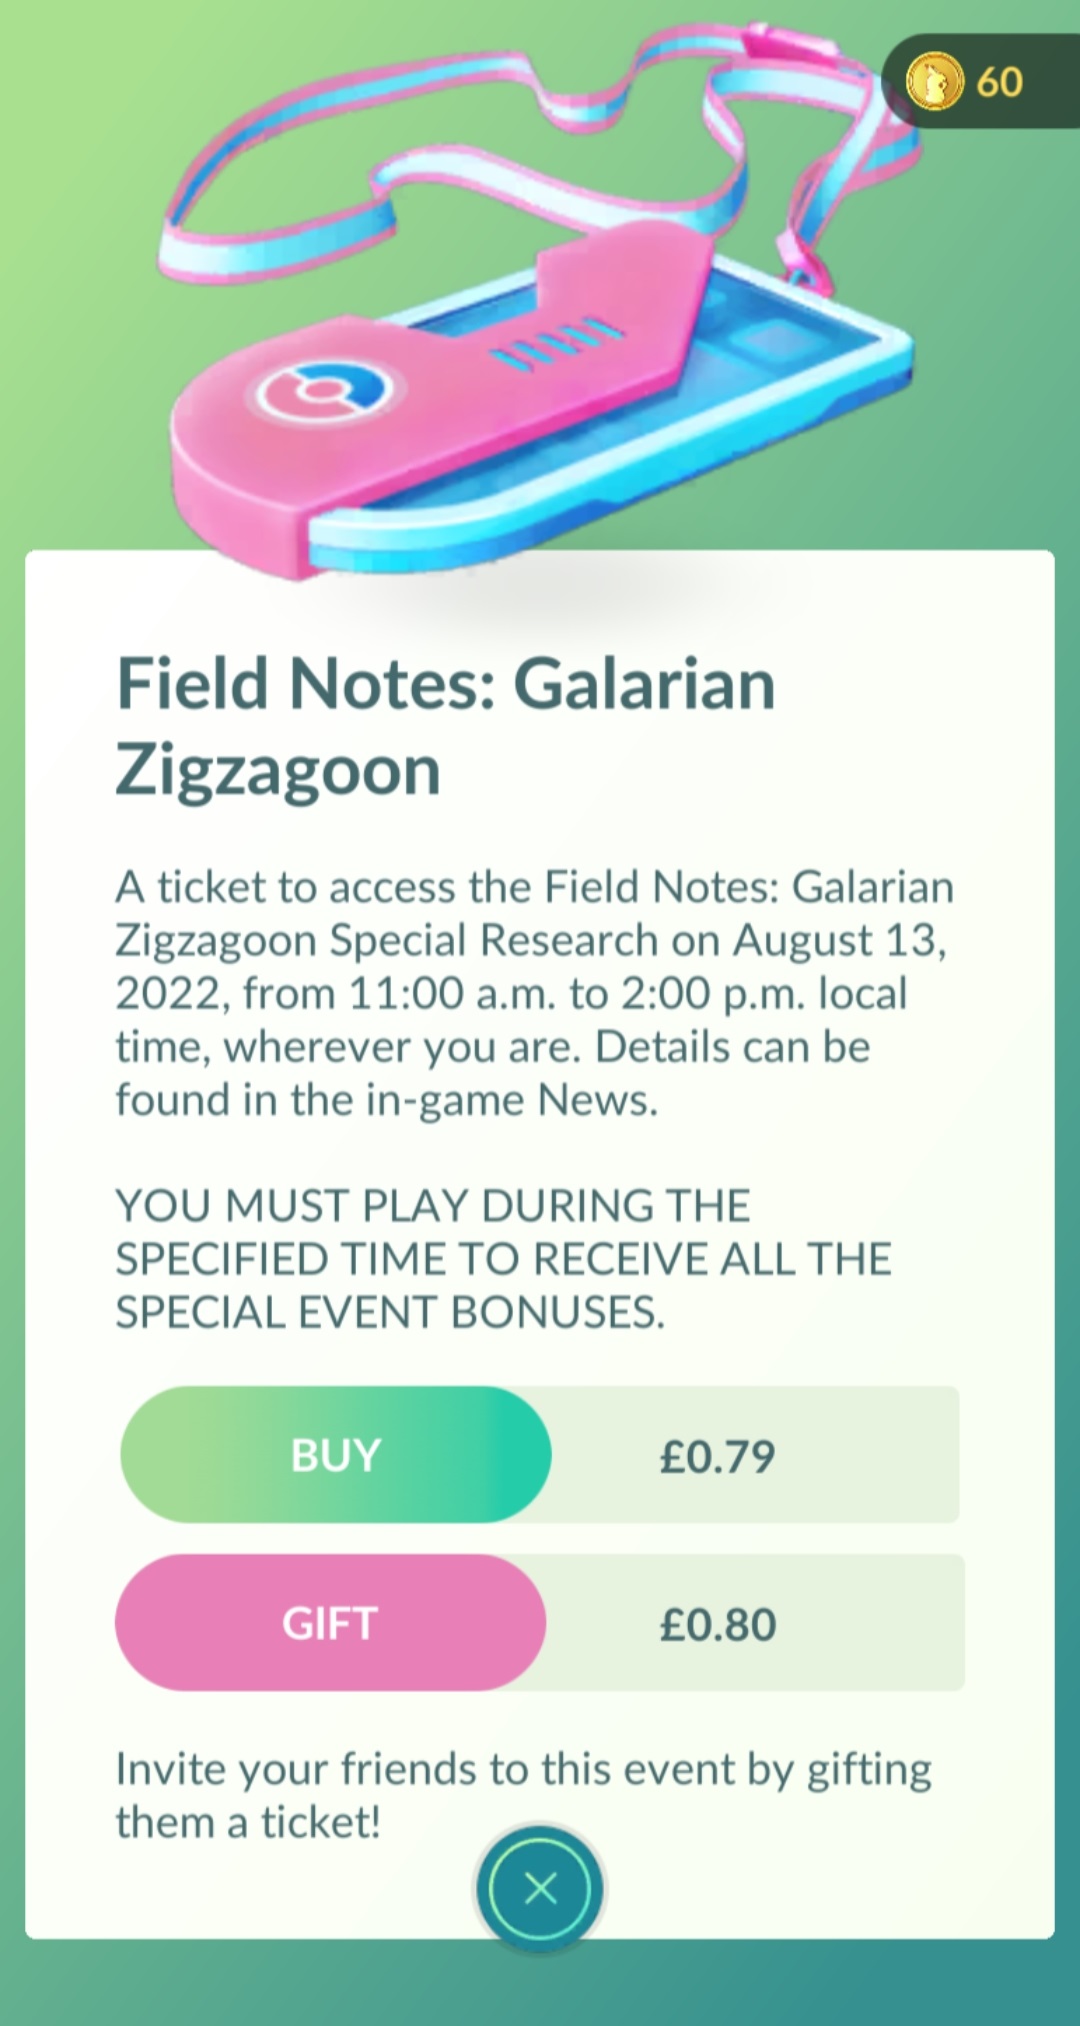 60
Field Notes: Galarian
Zigzagoon
A ticket to access the Field Notes: Galarian
Zigzagoon Special Research on August 13,
2022, from 11:00 a.m. to 2:00 p.m. local
time, wherever you are. Details can be
found in the in-game News.
YOU MUST PLAY DURING THE
SPECIFIED TIME TO RECEIVE ALL THE
SPECIAL EVENT BONUSES.
BUY £0.79
GIFT £0.80
Invite your friends to this event by gifting
them a ticket!